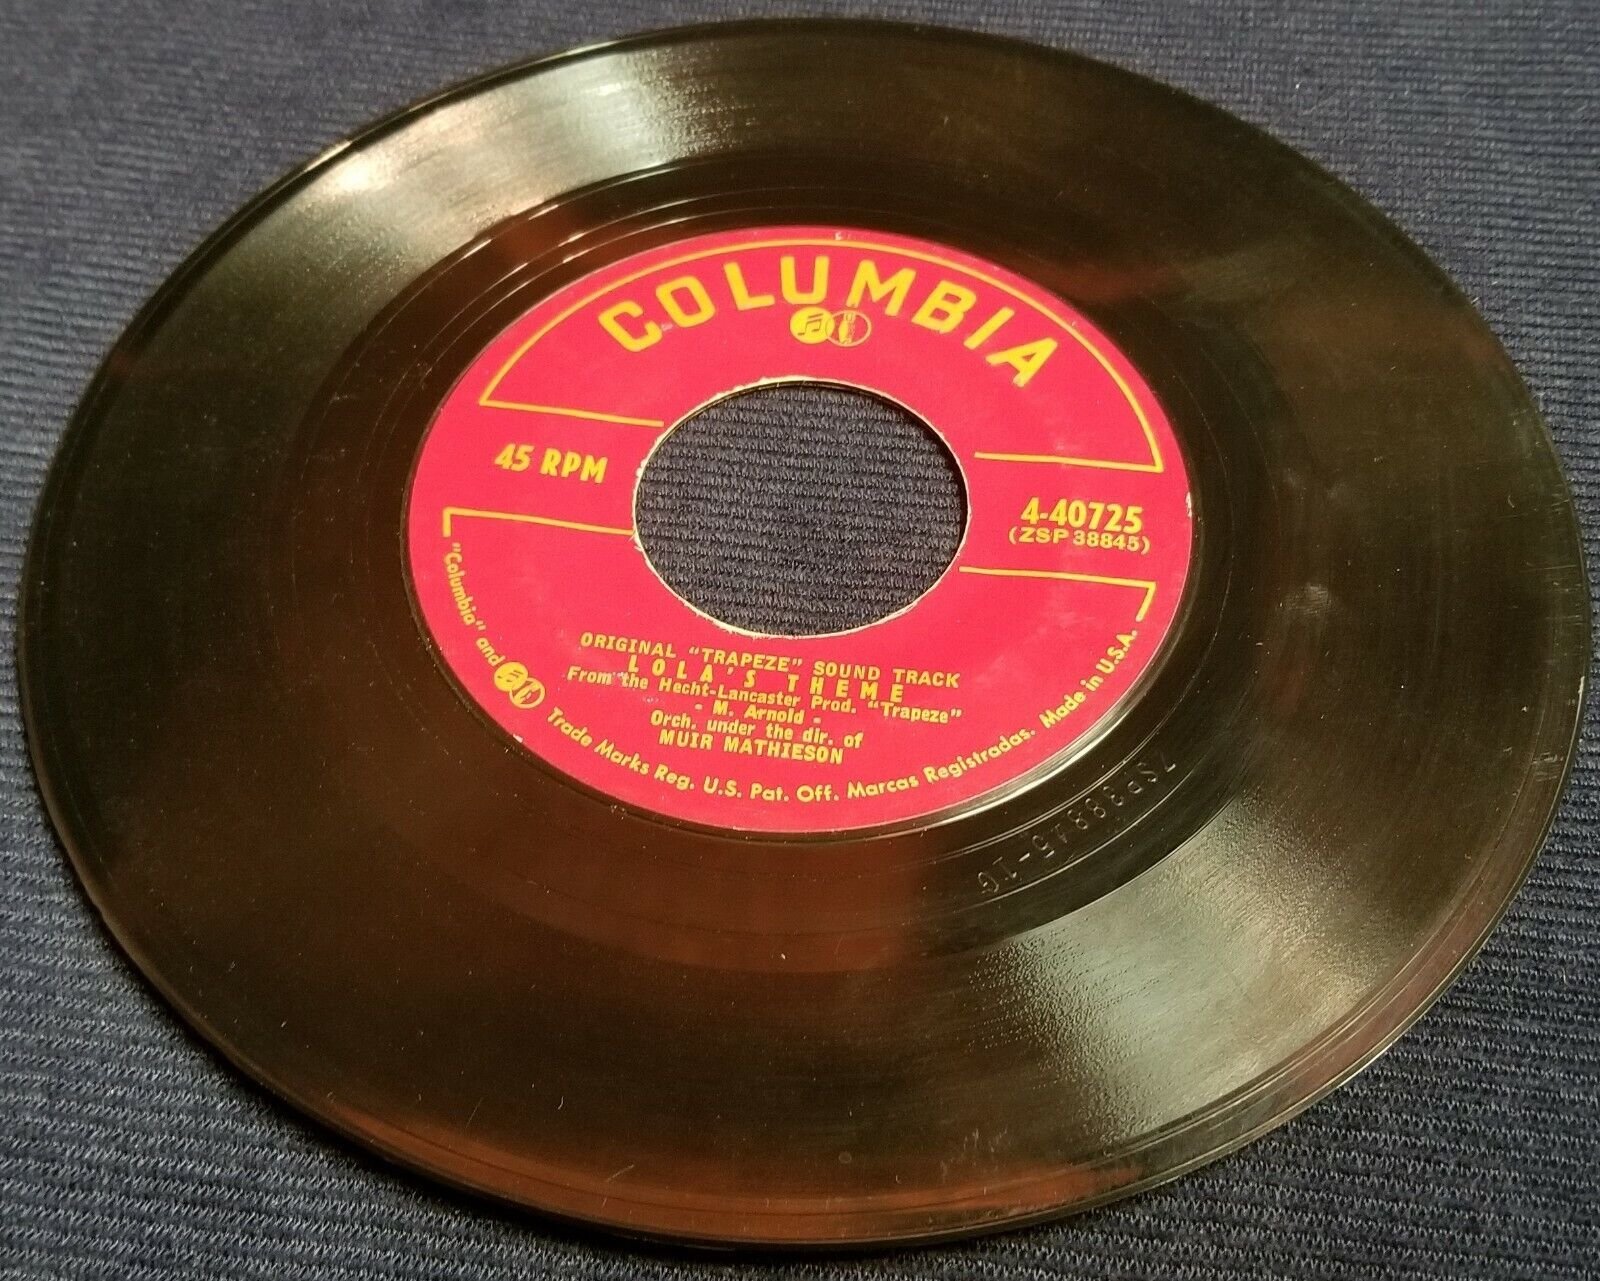 COLUMBIA
45 RPM
4-40725
(ZSP 38845)
ORIGINAL "TRAPEZE" SOUND TRACK
LOLA'S THEME
From the Hecht-Lancaster Prod. "Trapeze"
- M. Arnold -
Orch. under the dir. of
MUIR MATHIESON
"Columbia" and Trade Marks Reg. U.S. Pat. Off. Marcas Registradas. Made in U.S.A.
ZSP38845-1G